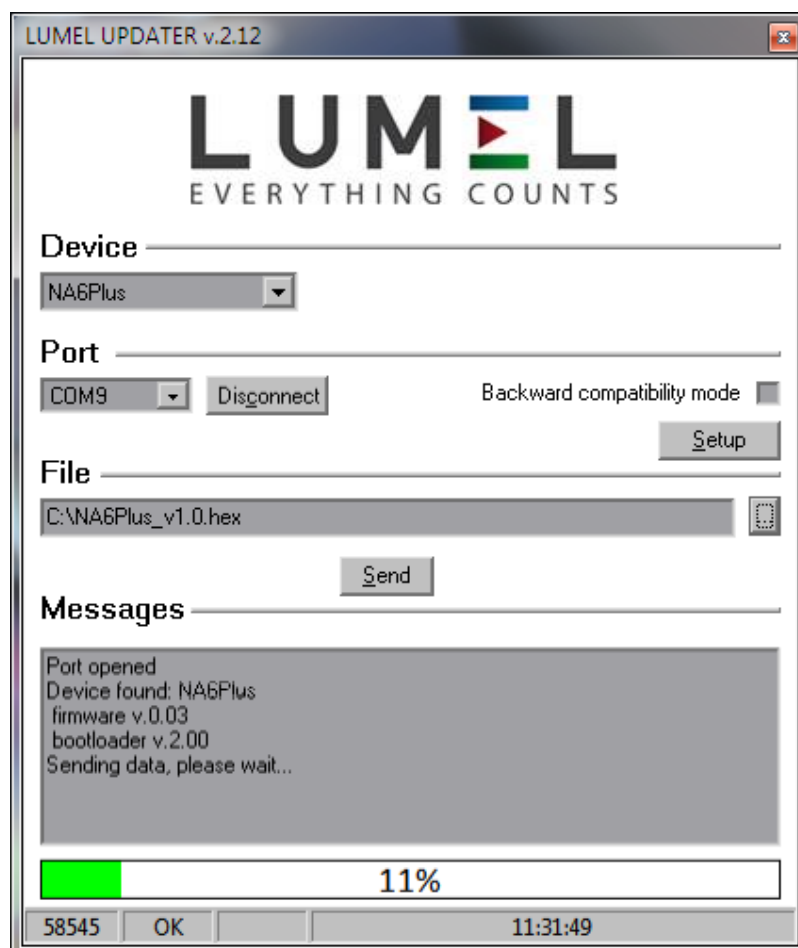 LUMEL UPDATER v.2.12
LUMEL
EVERYTHING COUNTS
Device
NA6Plus
Port
COM9
Disconnect
Backward compatibility mode
Setup
File
C:\NA6Plus_v1.0.hex
...
Send
Messages
Port opened
Device found: NA6Plus
firmware v.0.03
bootloader v.2.00
Sending data, please wait...
11%
58545 OK 11:31:49